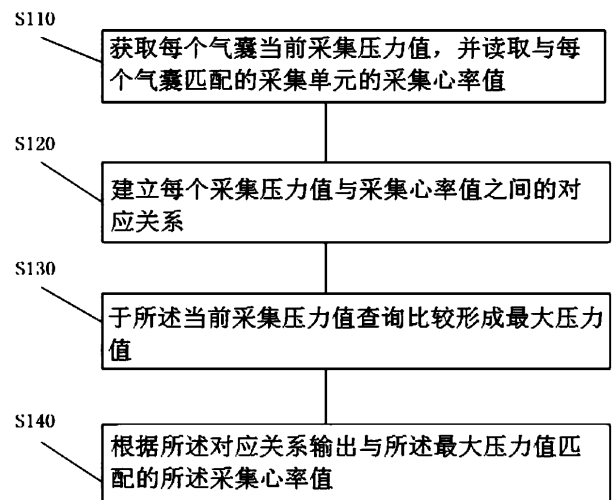 S110
获取每个气囊当前采集压力值，并读取与每
个气囊匹配的采集单元的采集心率值
S120
建立每个采集压力值与采集心率值之间的对
应关系
S130
于所述当前采集压力值查询比较形成最大压力
值
S140
根据所述对应关系输出与所述最大压力值匹
配的所述采集心率值